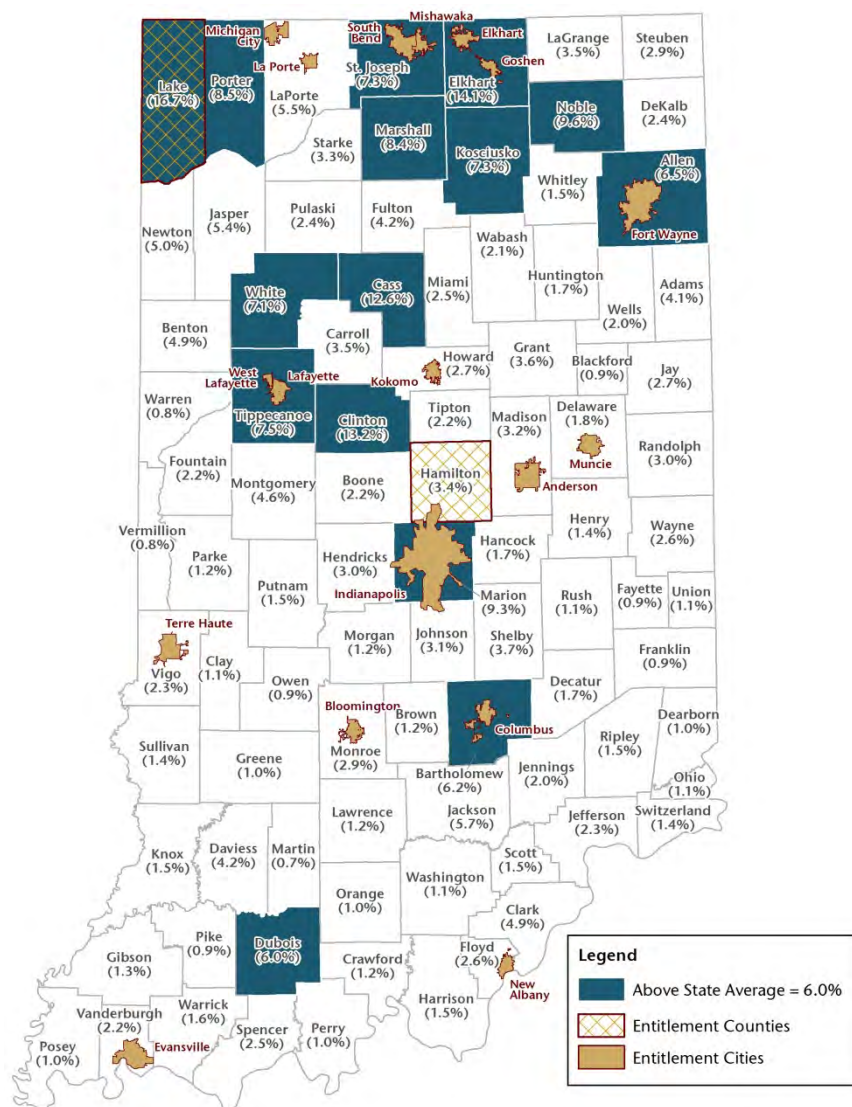 Michigan
City
La Porte
South
Bend
Mishawaka
Elkhart
Goshen
LaGrange
(3.5%)
Steuben
(2.9%)
Lake
(16.7%)
Porter
(8.5%)
LaPorte
(5.5%)
St. Joseph
(7.3%)
Elkhart
(14.1%)
Noble
(9.6%)
DeKalb
(2.4%)
Starke
(3.3%)
Marshall
(8.4%)
Kosciusko
(7.3%)
Whitley
(1.5%)
Allen
(6.5%)
Fort Wayne
Newton
(5.0%)
Jasper
(5.4%)
Pulaski
(2.4%)
Fulton
(4.2%)
Wabash
(2.1%)
Huntington
(1.7%)
White
(7.1%)
Cass
(12.6%)
Miami
(2.5%)
Wells
(2.0%)
Adams
(4.1%)
Benton
(4.9%)
Carroll
(3.5%)
Howard
(2.7%)
Kokomo
Grant
(3.6%)
Blackford
(0.9%)
Jay
(2.7%)
Warren
(0.8%)
West
Lafayette
Lafayette
Tippecanoe
(7.5%)
Clinton
(13.2%)
Tipton
(2.2%)
Madison
(3.2%)
Anderson
Delaware
(1.8%)
Muncie
Randolph
(3.0%)
Fountain
(2.2%)
Montgomery
(4.6%)
Boone
(2.2%)
Hamilton
(3.4%)
Henry
(1.4%)
Wayne
(2.6%)
Vermillion
(0.8%)
Parke
(1.2%)
Putnam
(1.5%)
Hendricks
(3.0%)
Indianapolis
Hancock
(1.7%)
Marion
(9.3%)
Rush
(1.1%)
Fayette
(0.9%)
Union
(1.1%)
Terre Haute
Vigo
(2.3%)
Clay
(1.1%)
Owen
(0.9%)
Morgan
(1.2%)
Johnson
(3.1%)
Shelby
(3.7%)
Franklin
(0.9%)
Decatur
(1.7%)
Bloomington
Monroe
(2.9%)
Brown
(1.2%)
Columbus
Bartholomew
(6.2%)
Dearborn
(1.0%)
Ripley
(1.5%)
Sullivan
(1.4%)
Greene
(1.0%)
Jennings
(2.0%)
Ohio
(1.1%)
Lawrence
(1.2%)
Jackson
(5.7%)
Jefferson
(2.3%)
Switzerland
(1.4%)
Knox
(1.5%)
Daviess
(4.2%)
Martin
(0.7%)
Scott
(1.5%)
Washington
(1.1%)
Orange
(1.0%)
Clark
(4.9%)
Gibson
(1.3%)
Pike
(0.9%)
Dubois
(6.0%)
Crawford
(1.2%)
Floyd
(2.6%)
New
Albany
Harrison
(1.5%)
Posey
(1.0%)
Vanderburgh
(2.2%)
Evansville
Warrick
(1.6%)
Spencer
(2.5%)
Perry
(1.0%)
Legend
Above State Average = 6.0%
Entitlement Counties
Entitlement Cities